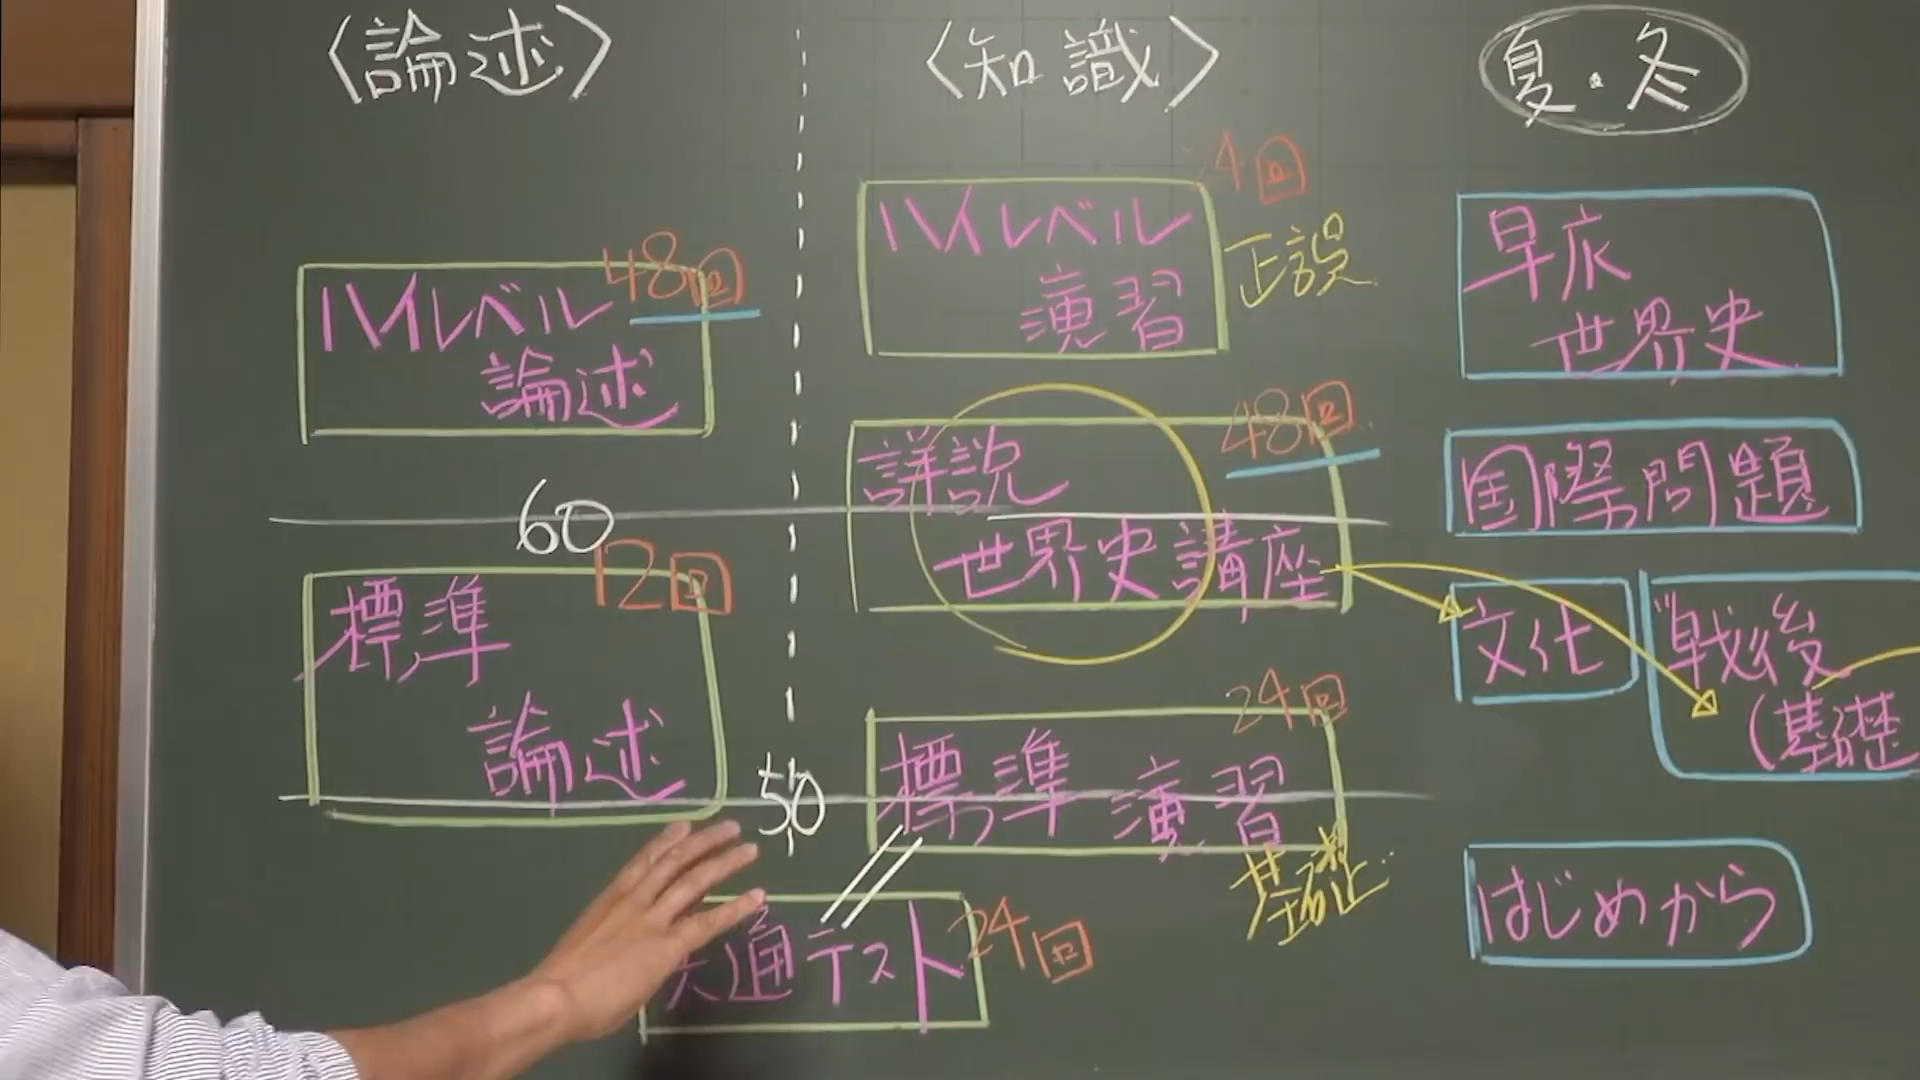 〈論述〉
ハイレベル
論述
48回
60
標準
論述
12回
50
〈知識〉
ハイレベル
演習
4回
正誤
詳説
世界史講座
48回
標準演習
24回
基礎
共通テスト
24回
夏・冬
早慶
世界史
国際問題
文化
戦後
(基礎
はじめから